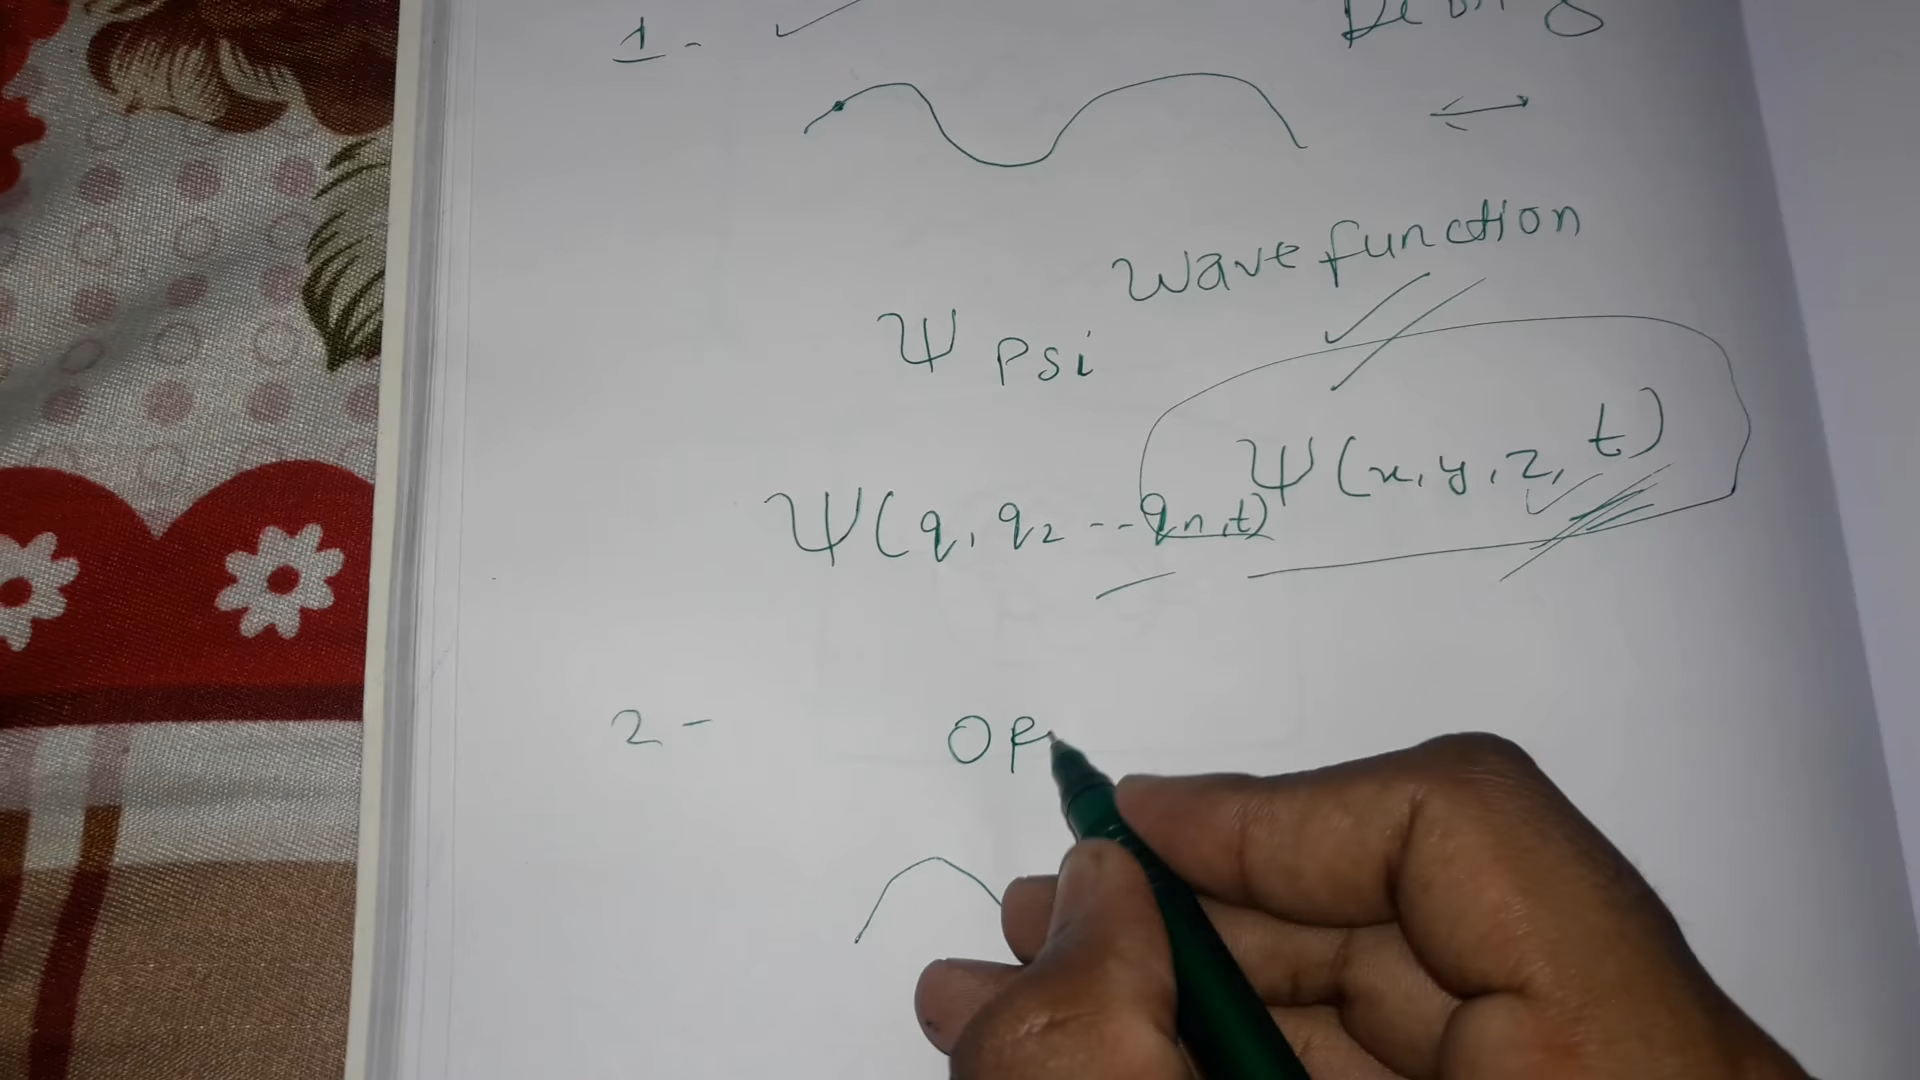 1-
Wave function
Ψ Psi
Ψ(x, y, z, t)
Ψ(q, q2 --qn,t)
2- OP